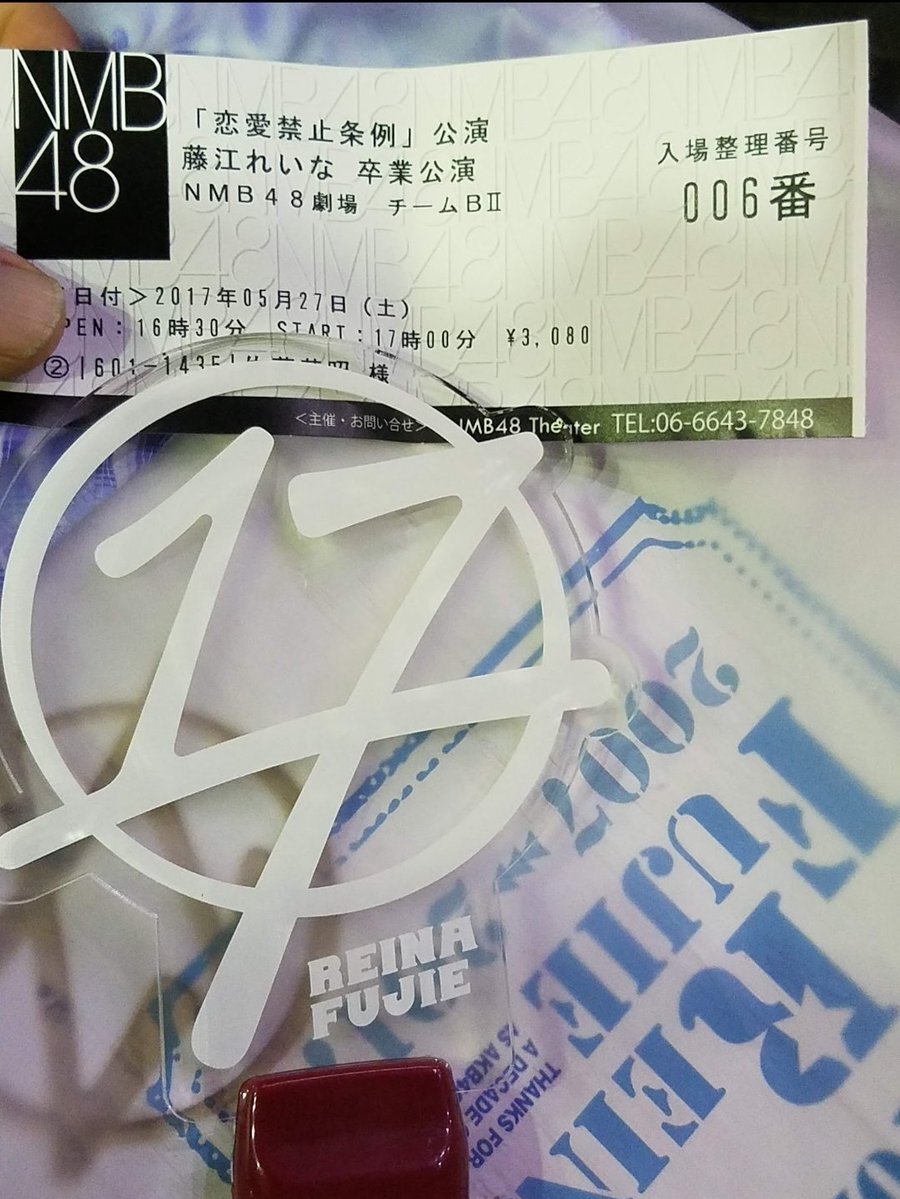 NMB
48
「恋愛禁止条例」公演
藤江れいな 卒業公演
NMB48劇場 チームBⅡ
入場整理番号
006番
日付＞2017年05月27日（土）
PEN：16時30分 START：17時00分 ¥3,080
様
＜主催・お問い合せ＞ NMB48 Theater TEL:06-6643-7848
17
REINA
FUJIE
2007
FUJIE
REIN
THANKS FOR
A DECADE